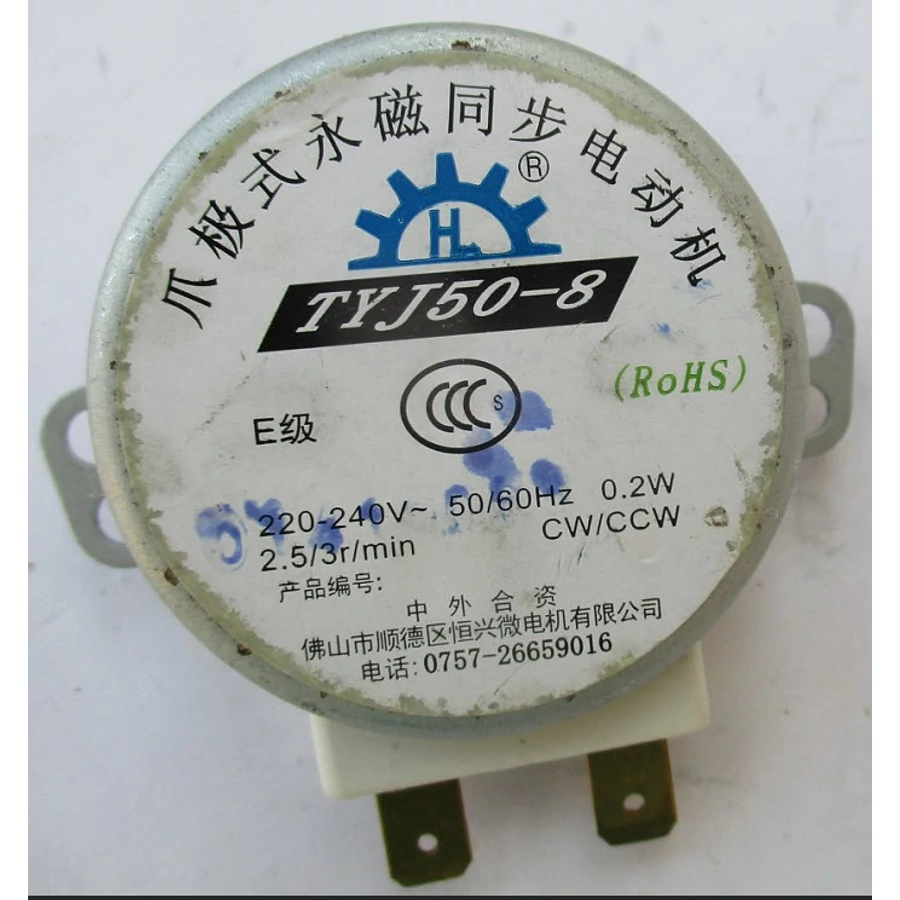 爪极式永磁同步电动机
®
H
TYJ50-8
CCC S
(RoHS)
E级
220-240V~ 50/60Hz 0.2W
2.5/3r/min CW/CCW
产品编号:
中外合资
佛山市顺德区恒兴微电机有限公司
电话:0757-26659016